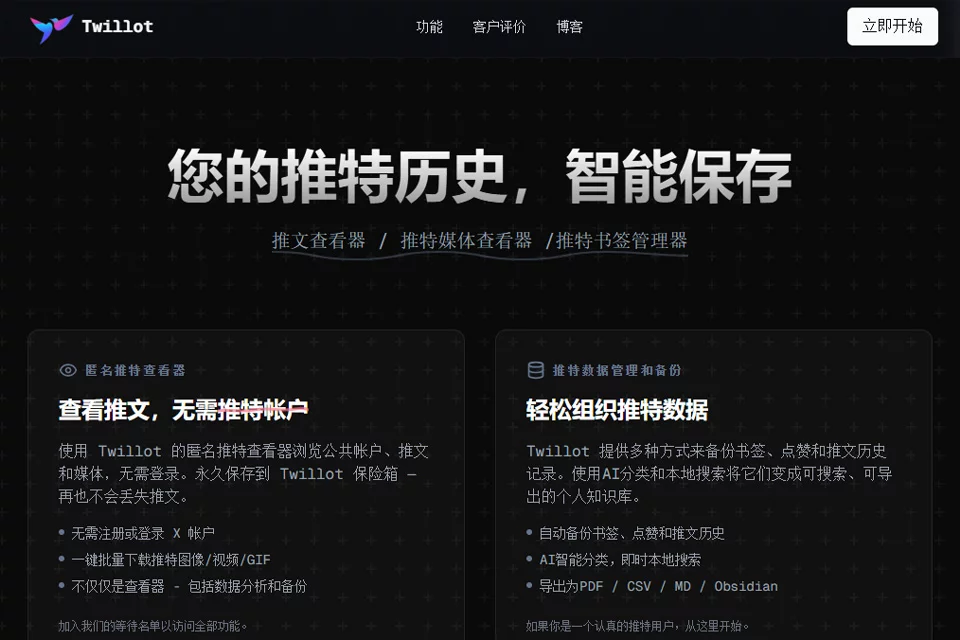 Twillot
功能
客户评价
博客
立即开始
您的推特历史，智能保存
推文查看器 / 推特媒体查看器 /推特书签管理器
匿名推特查看器
查看推文，无需推特帐户
使用 Twillot 的匿名推特查看器浏览公共帐户、推文
和媒体，无需登录。永久保存到 Twillot 保险箱 —
再也不会丢失推文。
无需注册或登录 X 帐户
一键批量下载推特图像/视频/GIF
不仅仅是查看器 - 包括数据分析和备份
加入我们的等待名单以访问全部功能。
推特数据管理和备份
轻松组织推特数据
Twillot 提供多种方式来备份书签、点赞和推文历史
记录。使用AI分类和本地搜索将它们变成可搜索、可导
出的个人知识库。
自动备份书签、点赞和推文历史
AI智能分类，即时本地搜索
导出为PDF / CSV / MD / Obsidian
如果你是一个认真的推特用户，从这里开始。